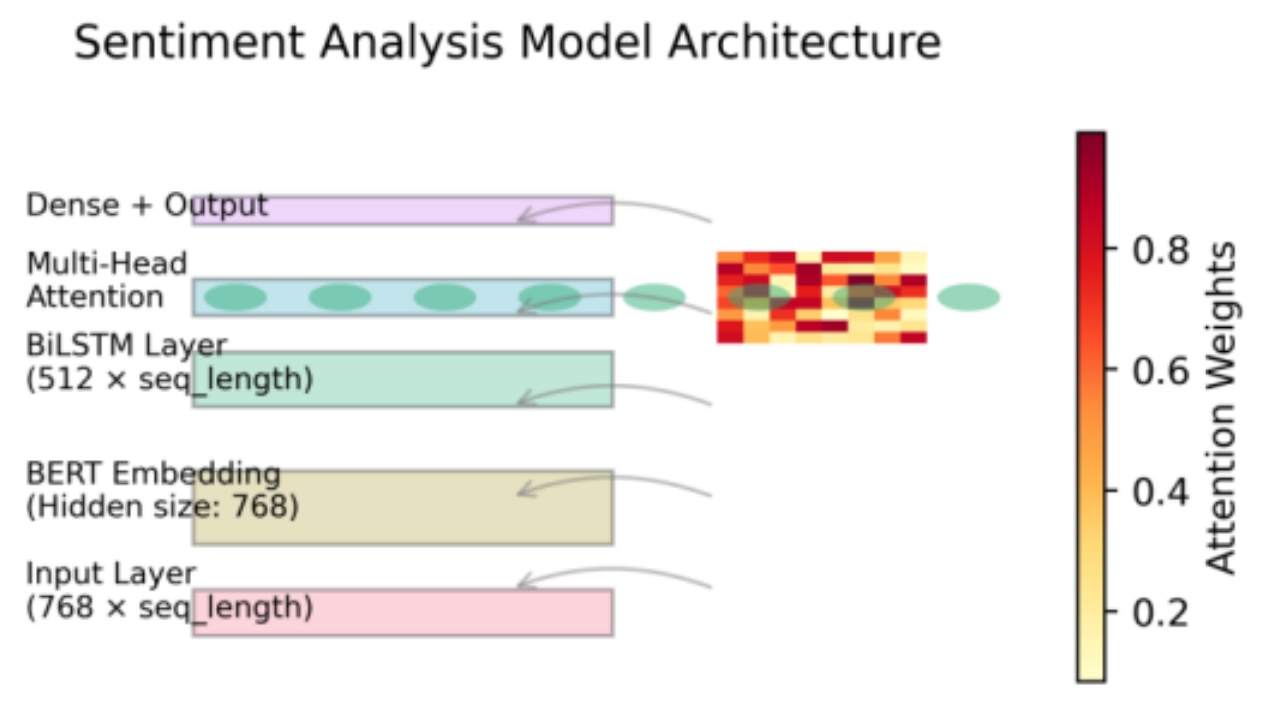 Sentiment Analysis Model Architecture
Dense + Output
Multi-Head
Attention
BiLSTM Layer
(512 × seq_length)
BERT Embedding
(Hidden size: 768)
Input Layer
(768 × seq_length)
0.8
0.6
0.4
0.2
Attention Weights